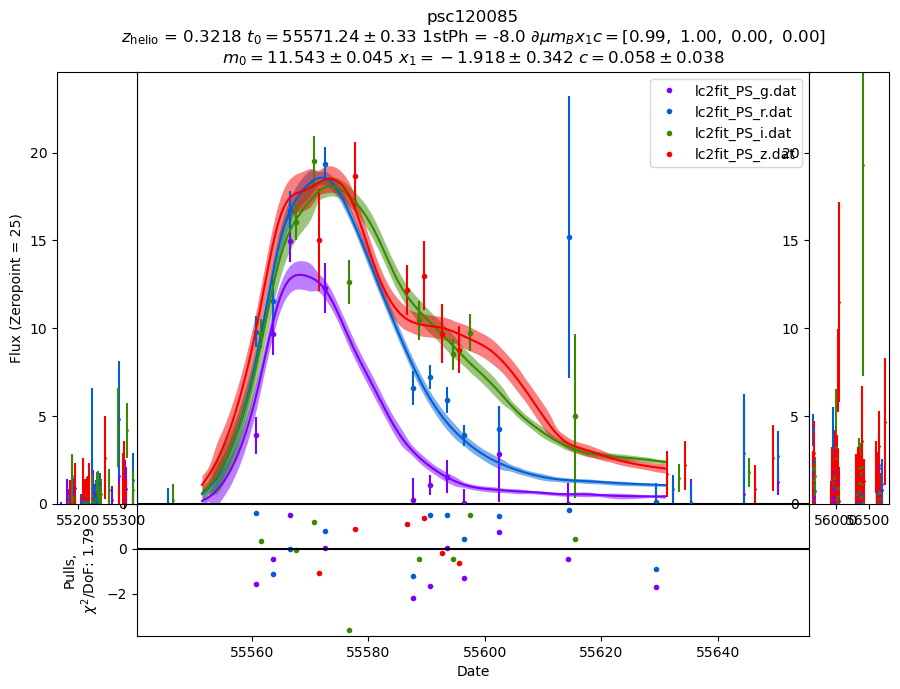 psc120085
z_helio = 0.3218 t_0 = 55571.24 ± 0.33 1stPh = -8.0 ∂μm_Bx_1c = [0.99, 1.00, 0.00, 0.00]
m_0 = 11.543 ± 0.045 x_1 = −1.918 ± 0.342 c = 0.058 ± 0.038
lc2fit_PS_g.dat
lc2fit_PS_r.dat
lc2fit_PS_i.dat
lc2fit_PS_z.dat
Flux (Zeropoint = 25)
20
15
10
5
0
20
15
10
5
0
55200
55300
56000
56500
Pulls,
χ²/DoF: 1.79
0
−2
55560
55580
55600
55620
55640
Date